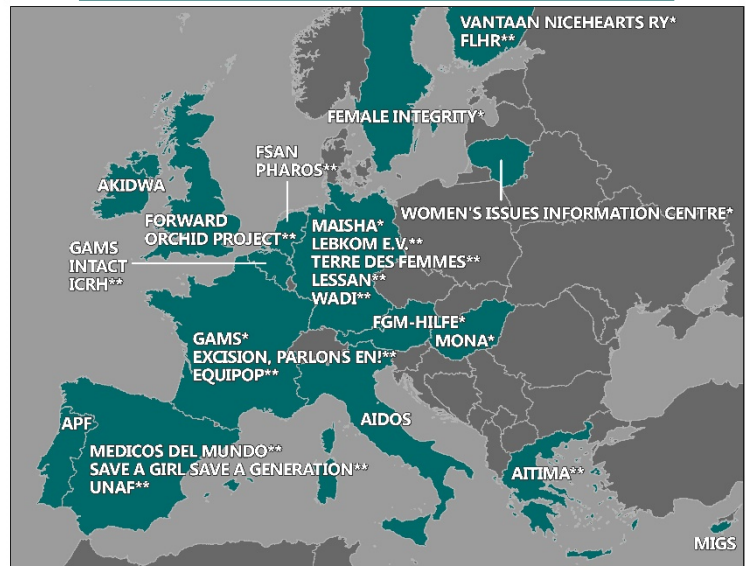 VANTAAN NICEHEARTS RY*
FLHR**
FEMALE INTEGRITY*
FSAN
PHAROS**
AKIDWA
WOMEN'S ISSUES INFORMATION CENTRE*
FORWARD
ORCHID PROJECT**
MAISHA*
LEBKOM E.V.**
TERRE DES FEMMES**
LESSAN**
WADI**
GAMS
INTACT
ICRH**
FGM-HILFE*
MONA*
GAMS*
EXCISION, PARLONS EN!**
EQUIPOP**
AIDOS
APF
MEDICOS DEL MUNDO**
SAVE A GIRL SAVE A GENERATION**
UNAF**
AITIMA**
MIGS